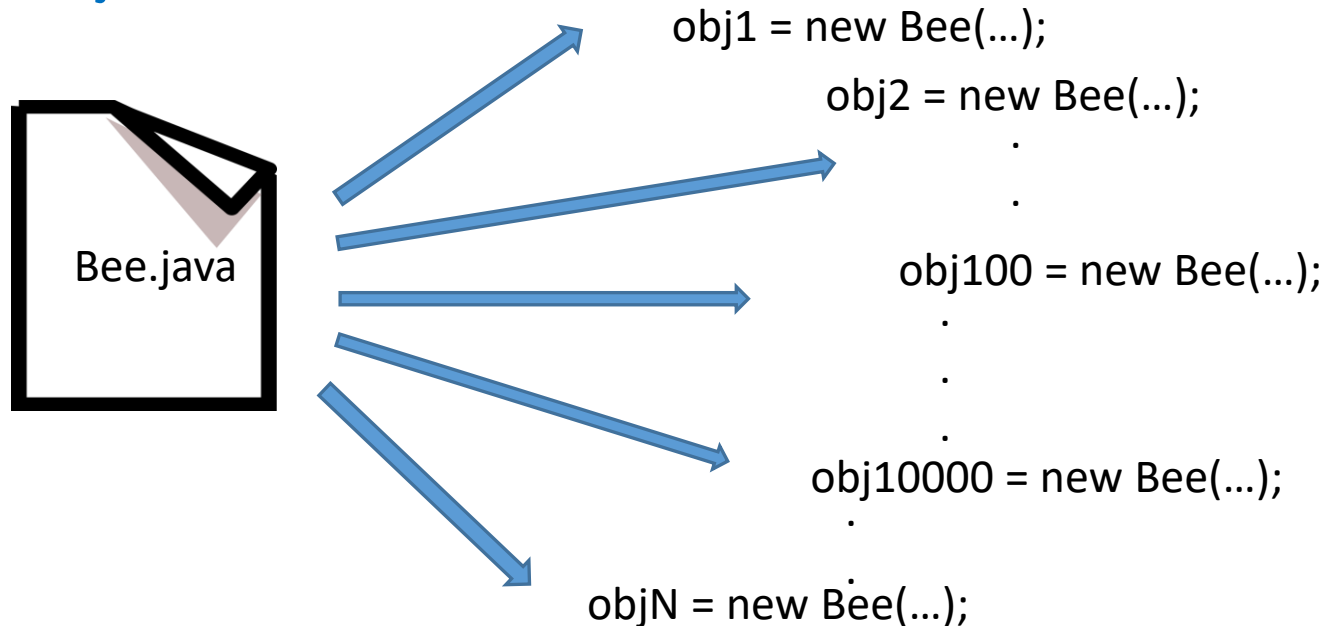 obj1 = new Bee(…);
obj2 = new Bee(…);
.
.
Bee.java
obj100 = new Bee(…);
.
.
.
obj10000 = new Bee(…);
.
.
objN = new Bee(…);